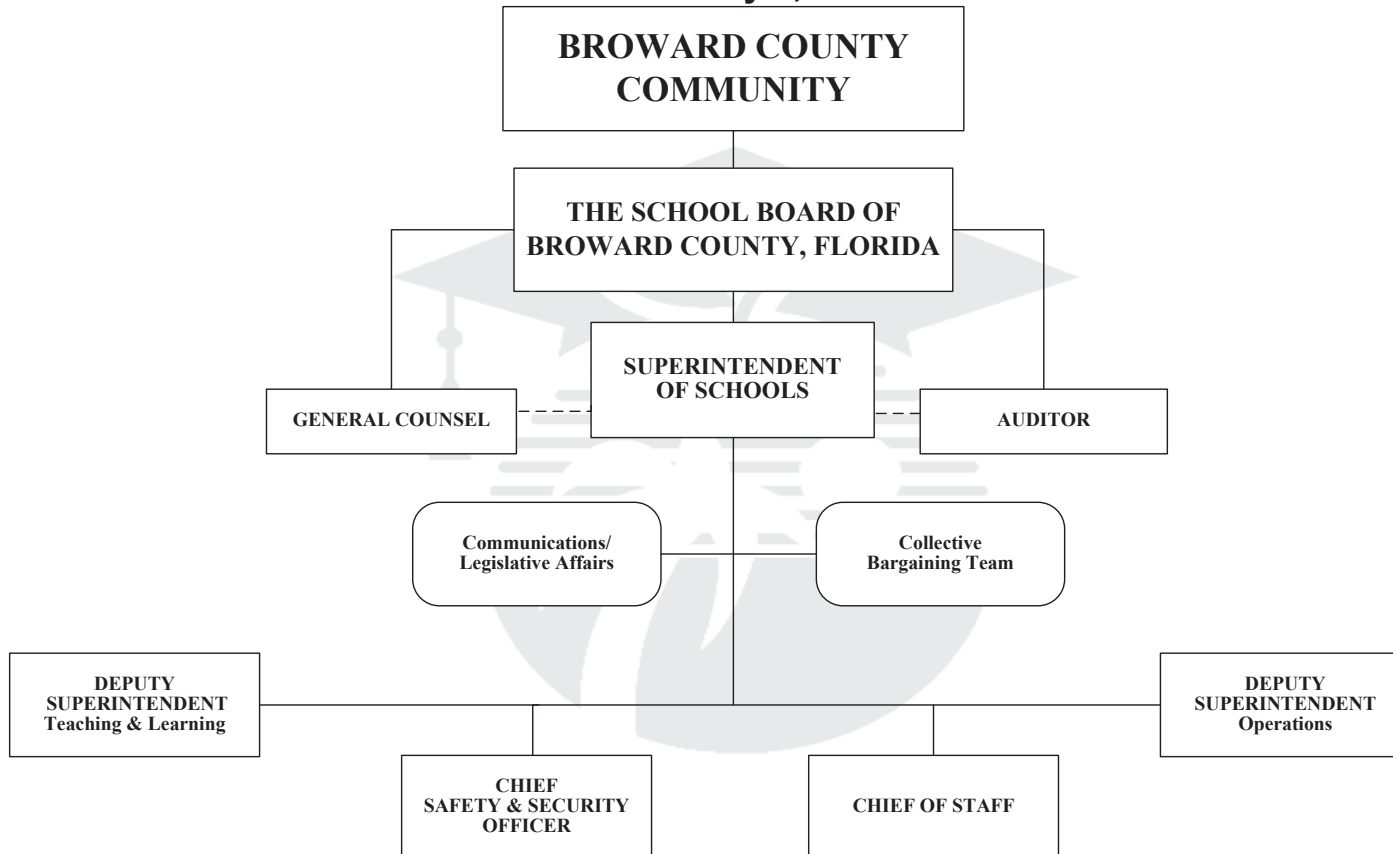 BROWARD COUNTY
COMMUNITY
THE SCHOOL BOARD OF
BROWARD COUNTY, FLORIDA
SUPERINTENDENT
OF SCHOOLS
GENERAL COUNSEL
AUDITOR
Communications/
Legislative Affairs
Collective
Bargaining Team
DEPUTY
SUPERINTENDENT
Teaching & Learning
DEPUTY
SUPERINTENDENT
Operations
CHIEF
SAFETY & SECURITY
OFFICER
CHIEF OF STAFF